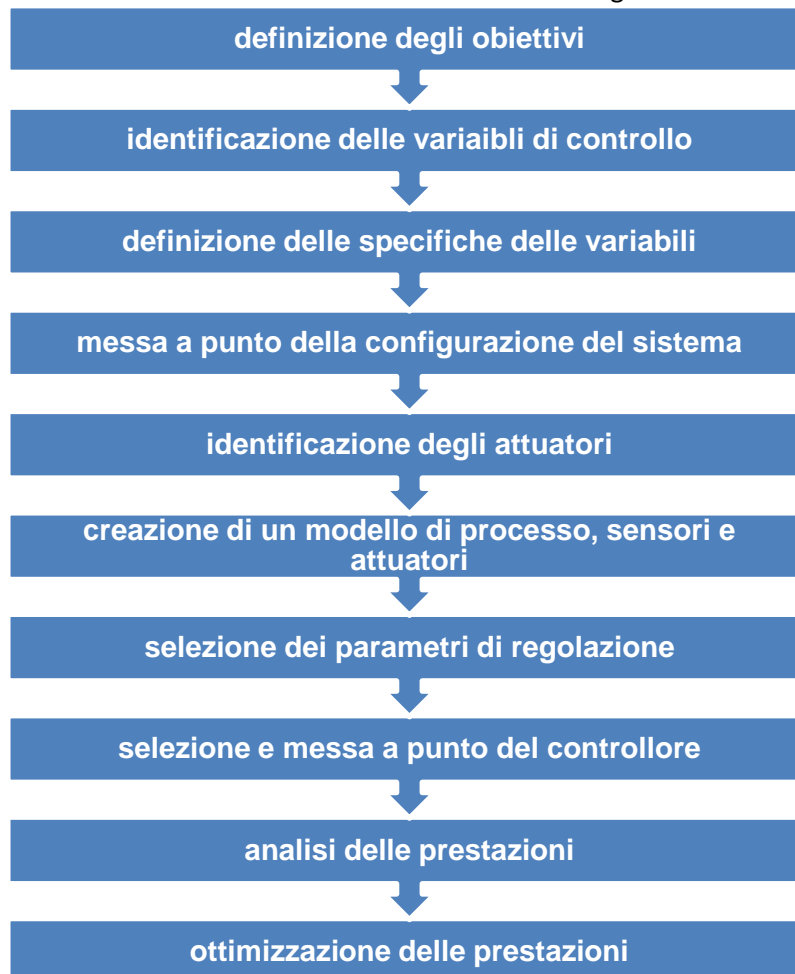 definizione degli obiettivi
identificazione delle variaibli di controllo
definizione delle specifiche delle variabili
messa a punto della configurazione del sistema
identificazione degli attuatori
creazione di un modello di processo, sensori e
attuatori
selezione dei parametri di regolazione
selezione e messa a punto del controllore
analisi delle prestazioni
ottimizzazione delle prestazioni